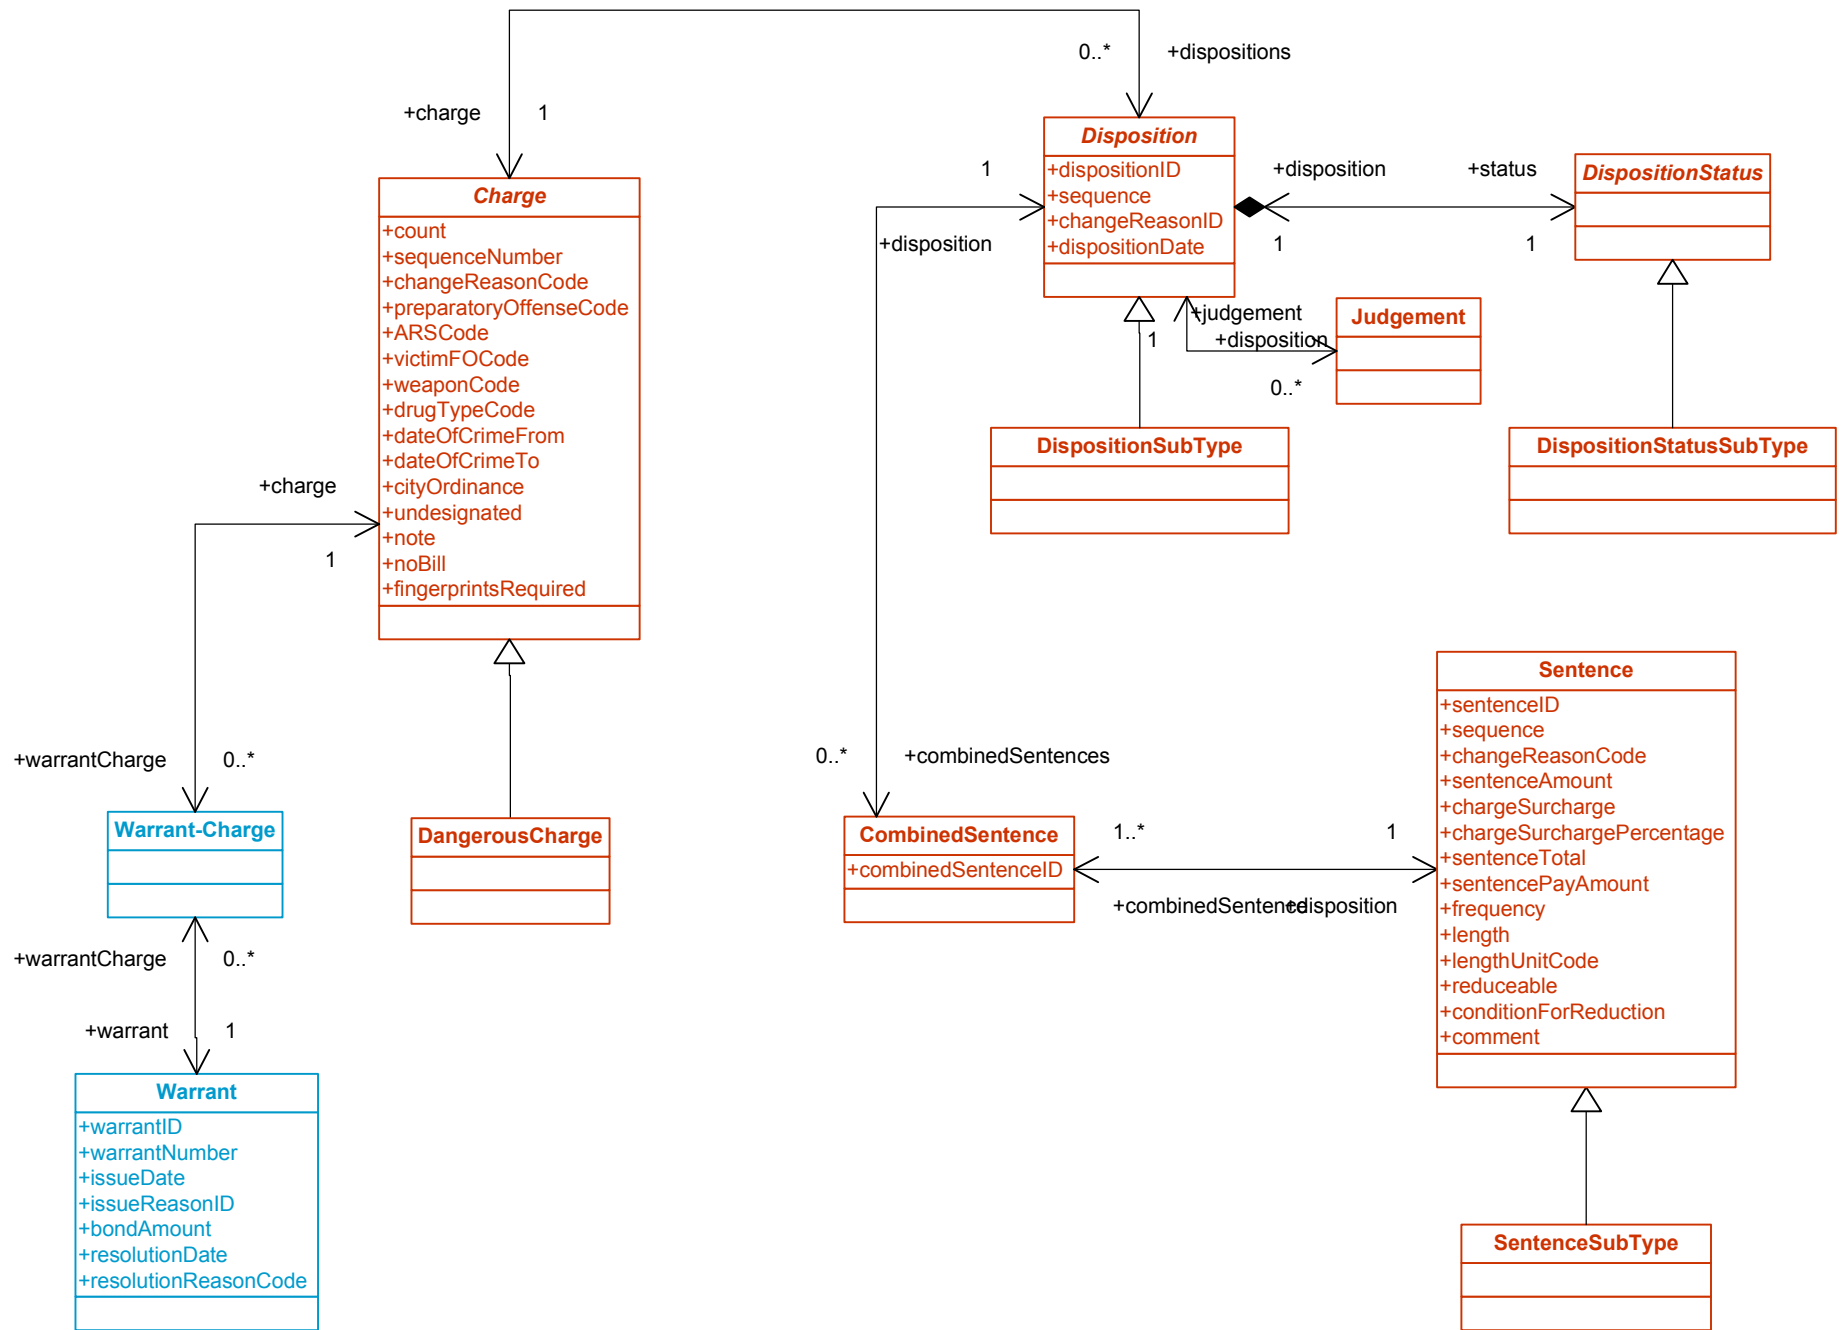 0..* +dispositions
+charge 1
Disposition
+dispositionID
+sequence
+changeReasonID
+dispositionDate
1
+disposition
+disposition +status
1 1
DispositionStatus
Charge
+count
+sequenceNumber
+changeReasonCode
+preparatoryOffenseCode
+ARSCode
+victimFOCode
+weaponCode
+drugTypeCode
+dateOfCrimeFrom
+dateOfCrimeTo
+cityOrdinance
+undesignated
+note
+noBill
+fingerprintsRequired
+judgement
1 +disposition
0..*
Judgement
DispositionSubType
DispositionStatusSubType
+charge
1
+warrantCharge 0..*
Warrant-Charge
DangerousCharge
0..* +combinedSentences
CombinedSentence
+combinedSentenceID
1..* 1
+combinedSentence +disposition
Sentence
+sentenceID
+sequence
+changeReasonCode
+sentenceAmount
+chargeSurcharge
+chargeSurchargePercentage
+sentenceTotal
+sentencePayAmount
+frequency
+length
+lengthUnitCode
+reduceable
+conditionForReduction
+comment
+warrantCharge 0..*
+warrant 1
Warrant
+warrantID
+warrantNumber
+issueDate
+issueReasonID
+bondAmount
+resolutionDate
+resolutionReasonCode
SentenceSubType